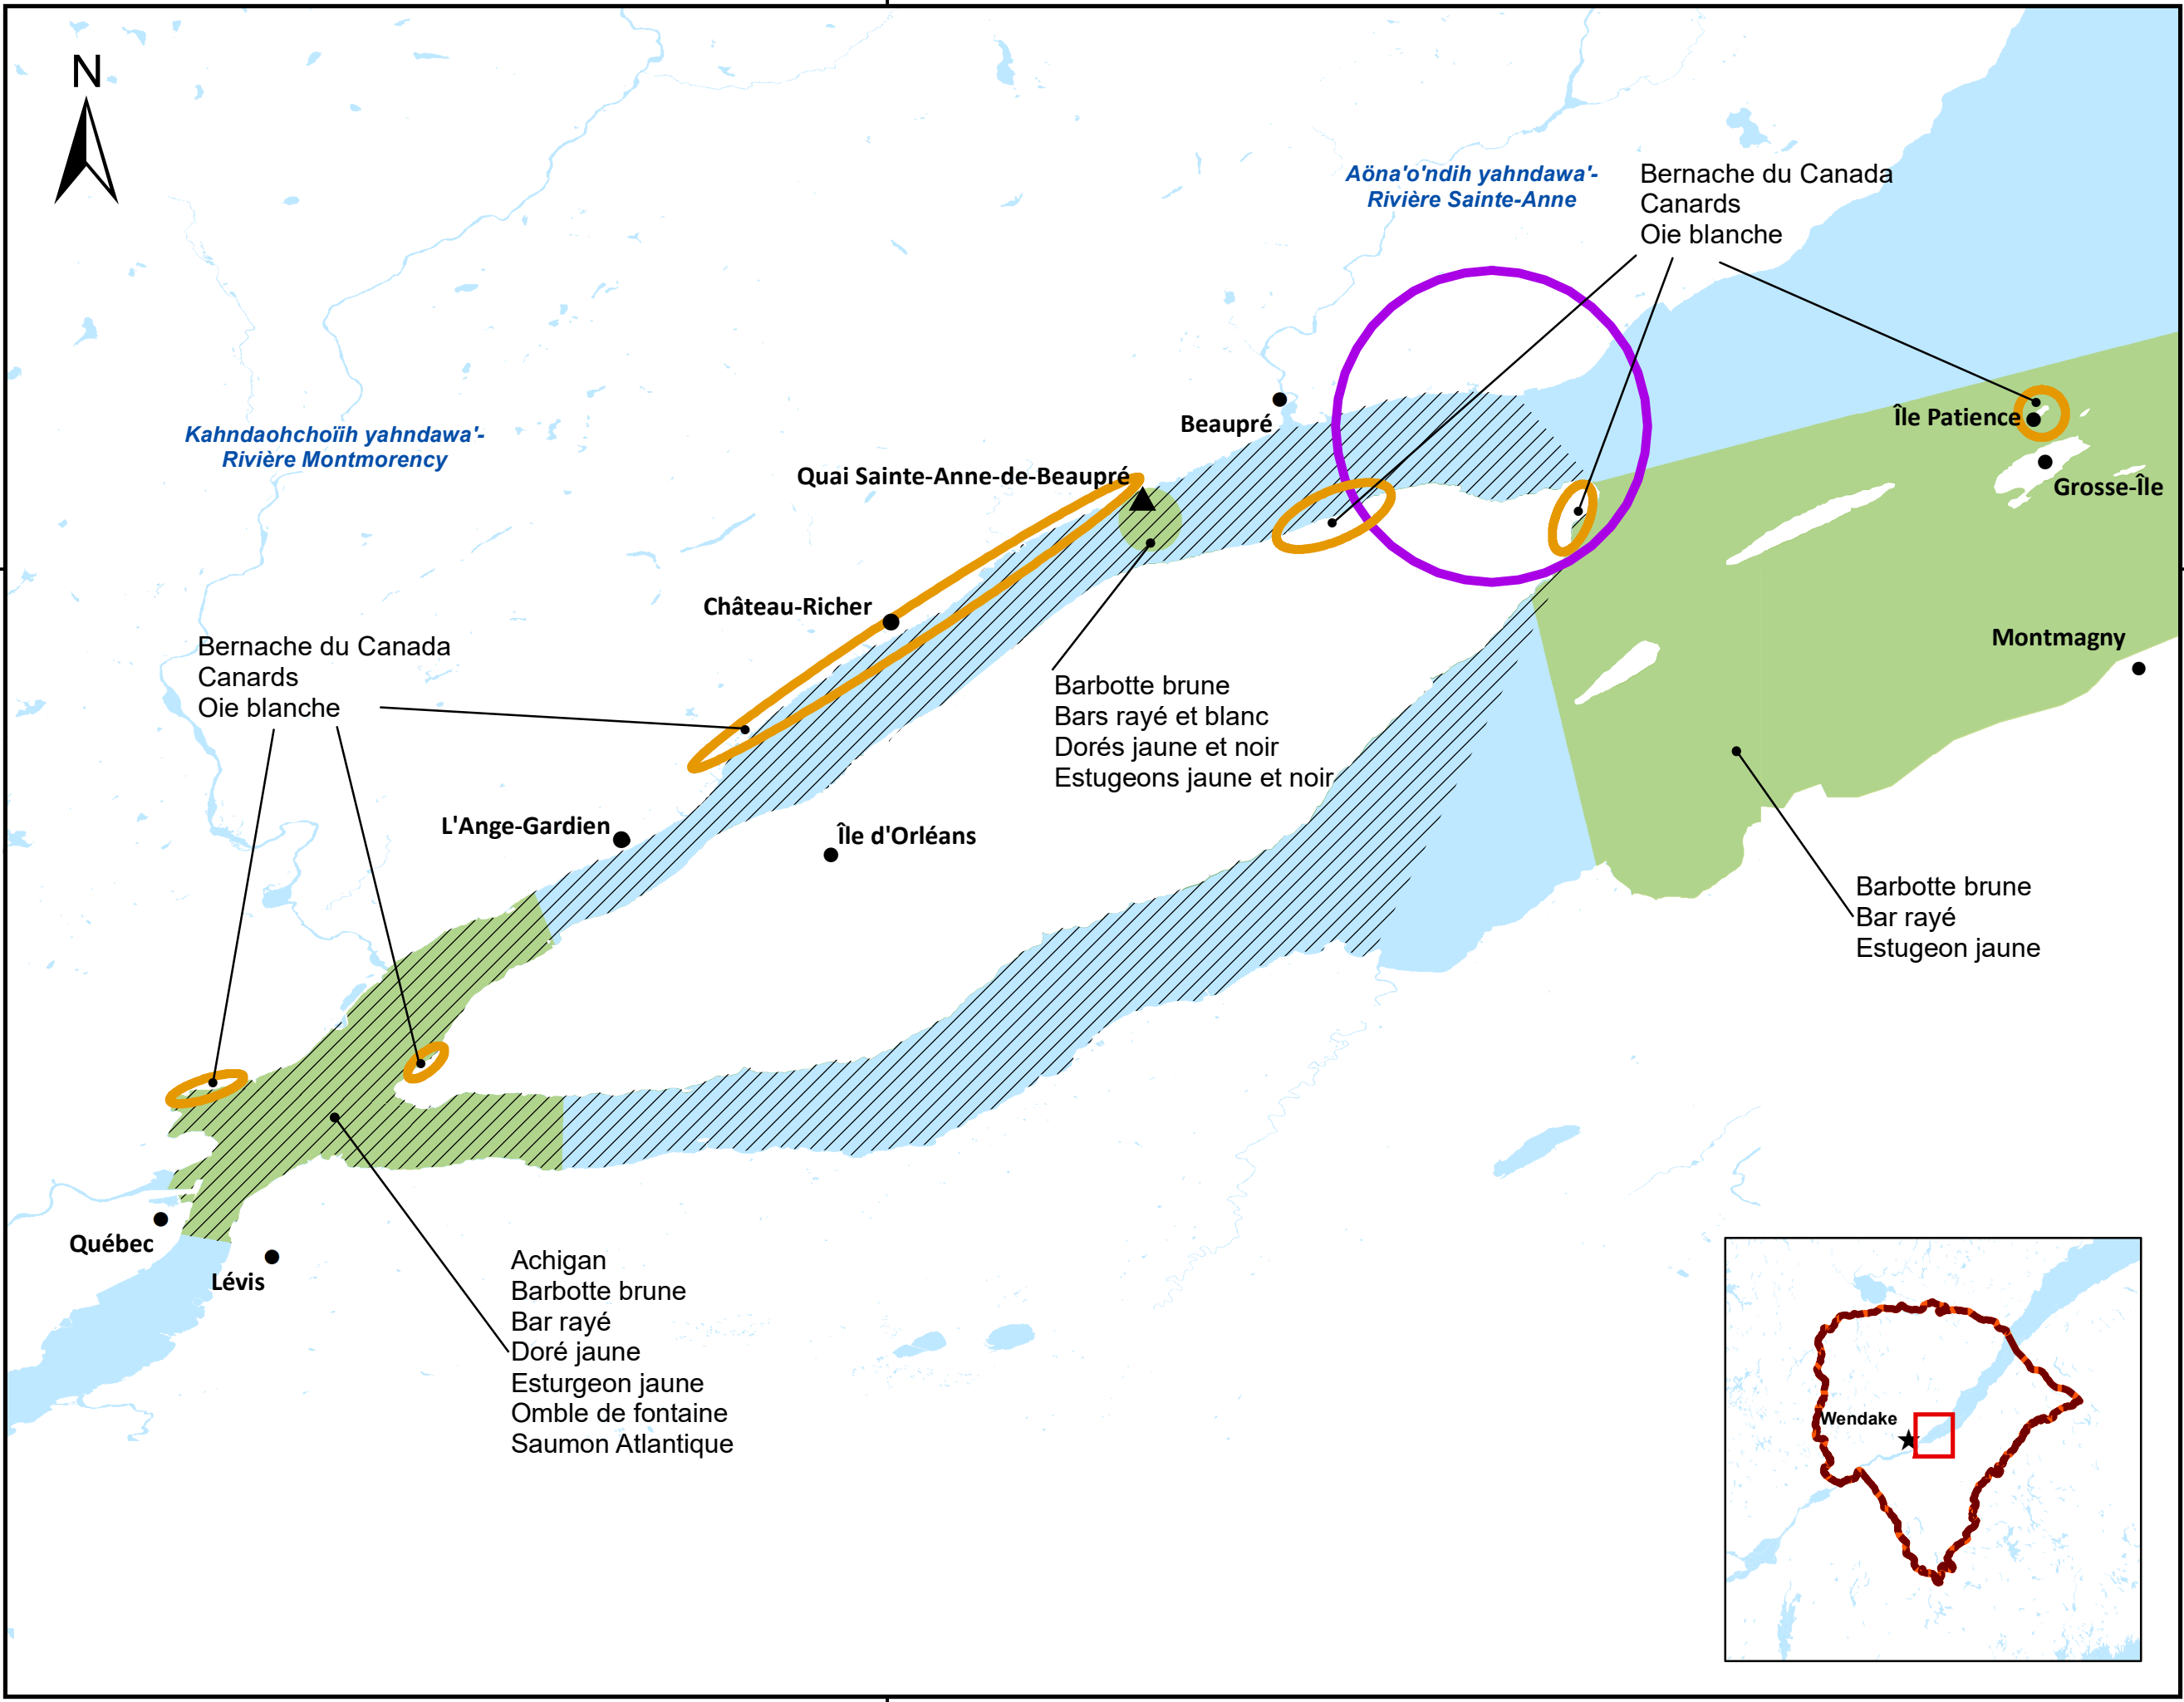 N
Aöna'o'ndih yahndawa'-
Rivière Sainte-Anne
Bernache du Canada
Canards
Oie blanche
Beaupré
Île Patience
Grosse-Île
Kahndaohchoïïh yahndawa'-
Rivière Montmorency
Quai Sainte-Anne-de-Beaupré
Château-Richer
Montmagny
Bernache du Canada
Canards
Oie blanche
Barbotte brune
Bars rayé et blanc
Dorés jaune et noir
Estugeons jaune et noir
L'Ange-Gardien
Île d'Orléans
Barbotte brune
Bar rayé
Estugeon jaune
Québec
Lévis
Achigan
Barbotte brune
Bar rayé
Doré jaune
Esturgeon jaune
Omble de fontaine
Saumon Atlantique
Wendake